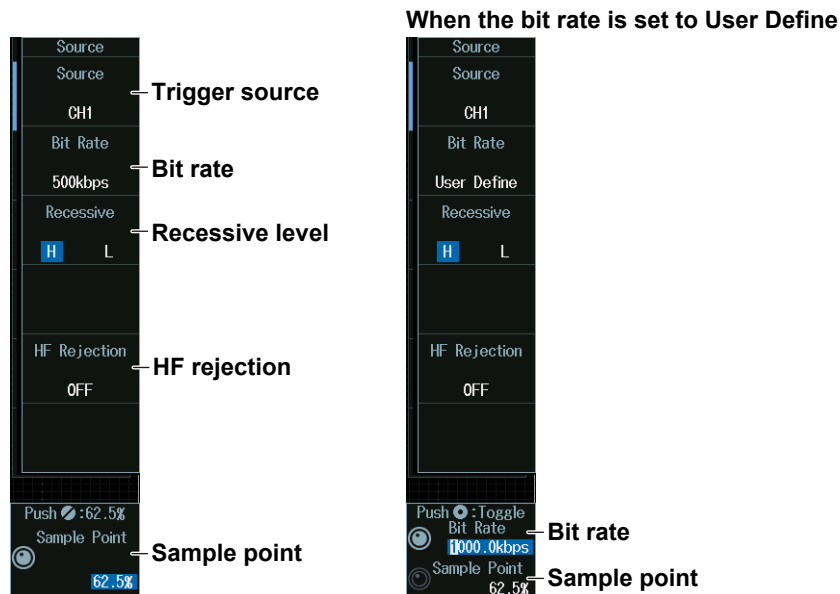 When the bit rate is set to User Define
Source
Source
CH1
Trigger source
Bit Rate
500kbps
Bit rate
Recessive
H L
Recessive level
HF Rejection
OFF
HF rejection
Push :62.5%
Sample Point
62.5%
Sample point
Source
Source
CH1
Bit Rate
User Define
Recessive
H L
HF Rejection
OFF
Push :Toggle
Bit Rate
1000.0kbps
Bit rate
Sample Point
62.5%
Sample point